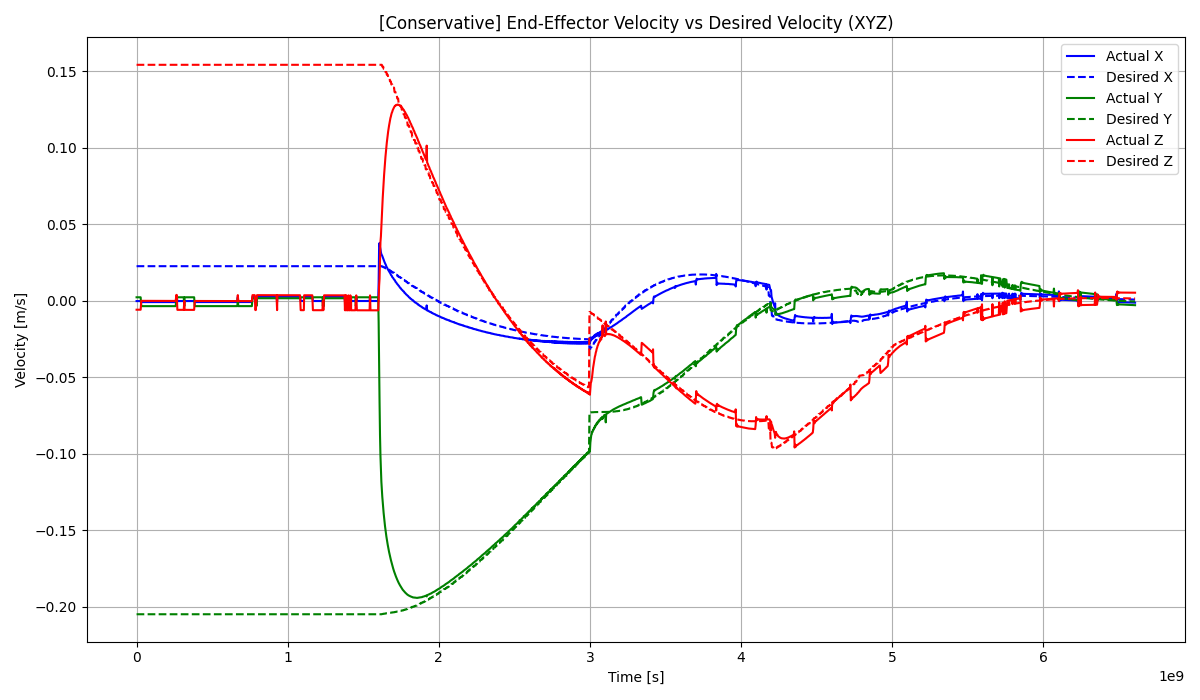 [Conservative] End-Effector Velocity vs Desired Velocity (XYZ)
Actual X
Desired X
Actual Y
Desired Y
Actual Z
Desired Z
Velocity [m/s]
0.15
0.10
0.05
0.00
−0.05
−0.10
−0.15
−0.20
0 1 2 3 4 5 6
1e9
Time [s]